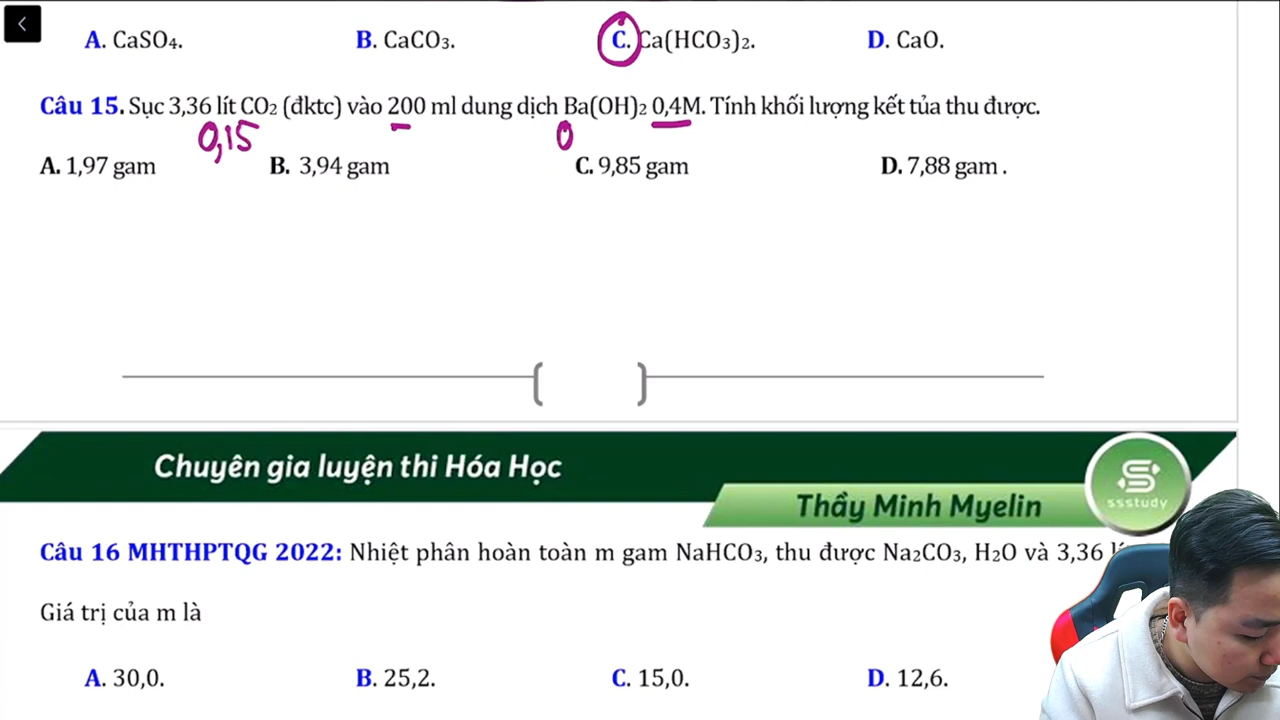 A. CaSO₄. B. CaCO₃. C. Ca(HCO₃)₂. D. CaO.
Câu 15. Sục 3,36 lít CO₂ (đktc) vào 200 ml dung dịch Ba(OH)₂ 0,4M. Tính khối lượng kết tủa thu được.
0,15 0
A. 1,97 gam B. 3,94 gam C. 9,85 gam D. 7,88 gam .
Chuyên gia luyện thi Hóa Học
ssstudy
Thầy Minh Myelin
Câu 16 MHTHPTQG 2022: Nhiệt phân hoàn toàn m gam NaHCO₃, thu được Na₂CO₃, H₂O và 3,36
Giá trị của m là
A. 30,0. B. 25,2. C. 15,0. D. 12,6.